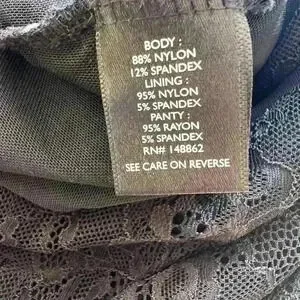 BODY :
88% NYLON
12% SPANDEX
LINING :
95% NYLON
5% SPANDEX
PANTY :
95% RAYON
5% SPANDEX
RN# 148862
SEE CARE ON REVERSE